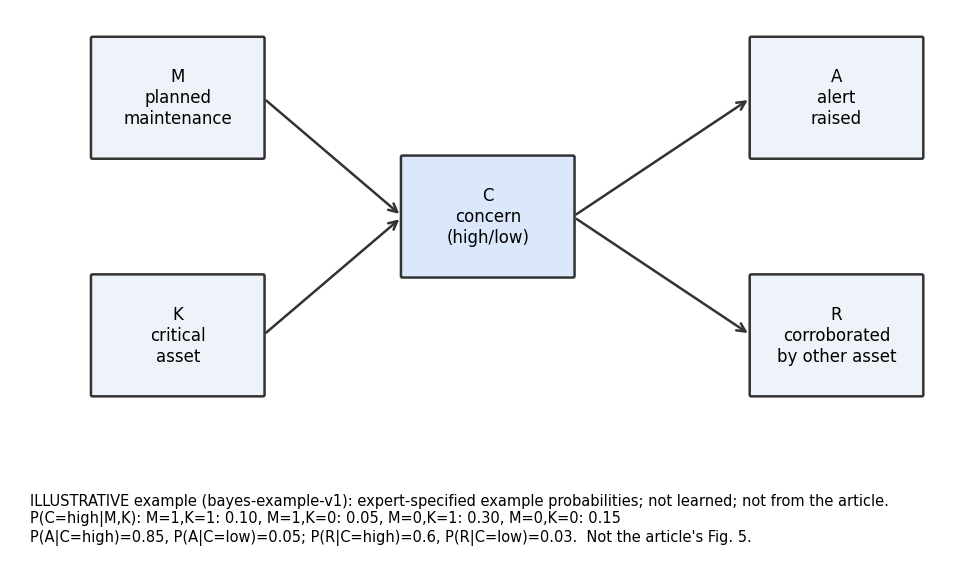 M
planned
maintenance
A
alert
raised
C
concern
(high/low)
K
critical
asset
R
corroborated
by other asset
ILLUSTRATIVE example (bayes-example-v1): expert-specified example probabilities; not learned; not from the article.
P(C=high|M,K): M=1,K=1: 0.10, M=1,K=0: 0.05, M=0,K=1: 0.30, M=0,K=0: 0.15
P(A|C=high)=0.85, P(A|C=low)=0.05; P(R|C=high)=0.6, P(R|C=low)=0.03.  Not the article's Fig. 5.